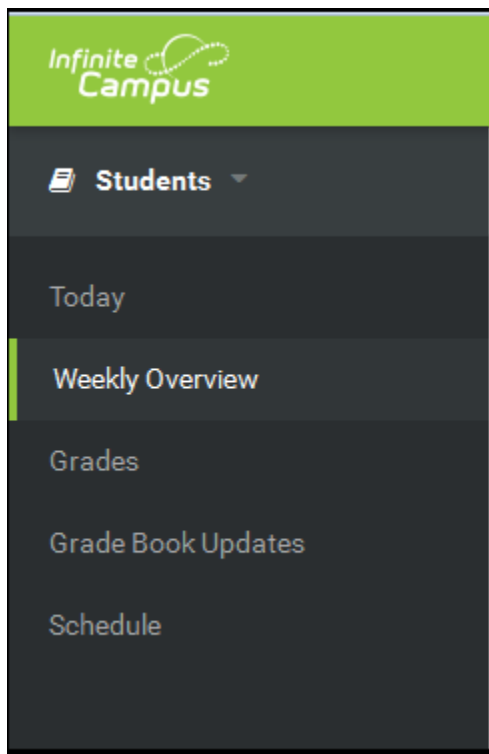 Infinite
Campus
Students
Today
Weekly Overview
Grades
Grade Book Updates
Schedule